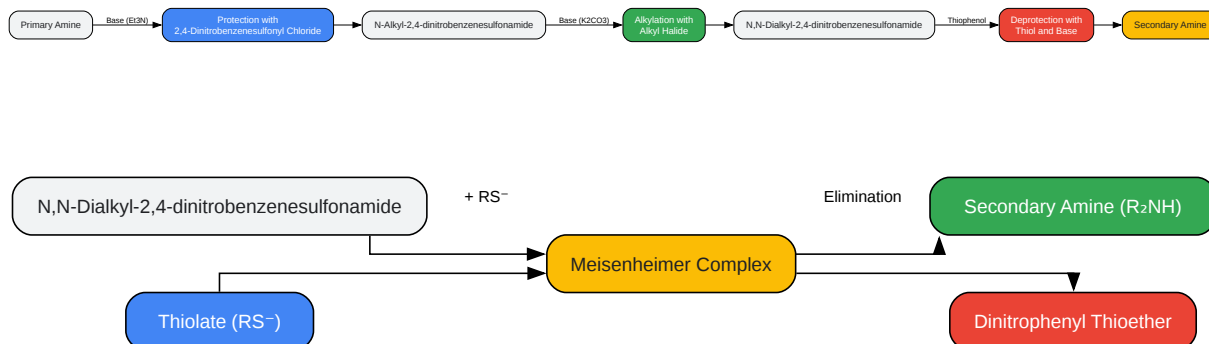 Primary Amine
Base (Et3N)
Protection with
2,4-Dinitrobenzenesulfonyl Chloride
N-Alkyl-2,4-dinitrobenzenesulfonamide
Base (K2CO3)
Alkylation with
Alkyl Halide
N,N-Dialkyl-2,4-dinitrobenzenesulfonamide
Thiophenol
Deprotection with
Thiol and Base
Secondary Amine
N,N-Dialkyl-2,4-dinitrobenzenesulfonamide
+ RS⁻
Elimination
Secondary Amine (R₂NH)
Meisenheimer Complex
Thiolate (RS⁻)
Dinitrophenyl Thioether